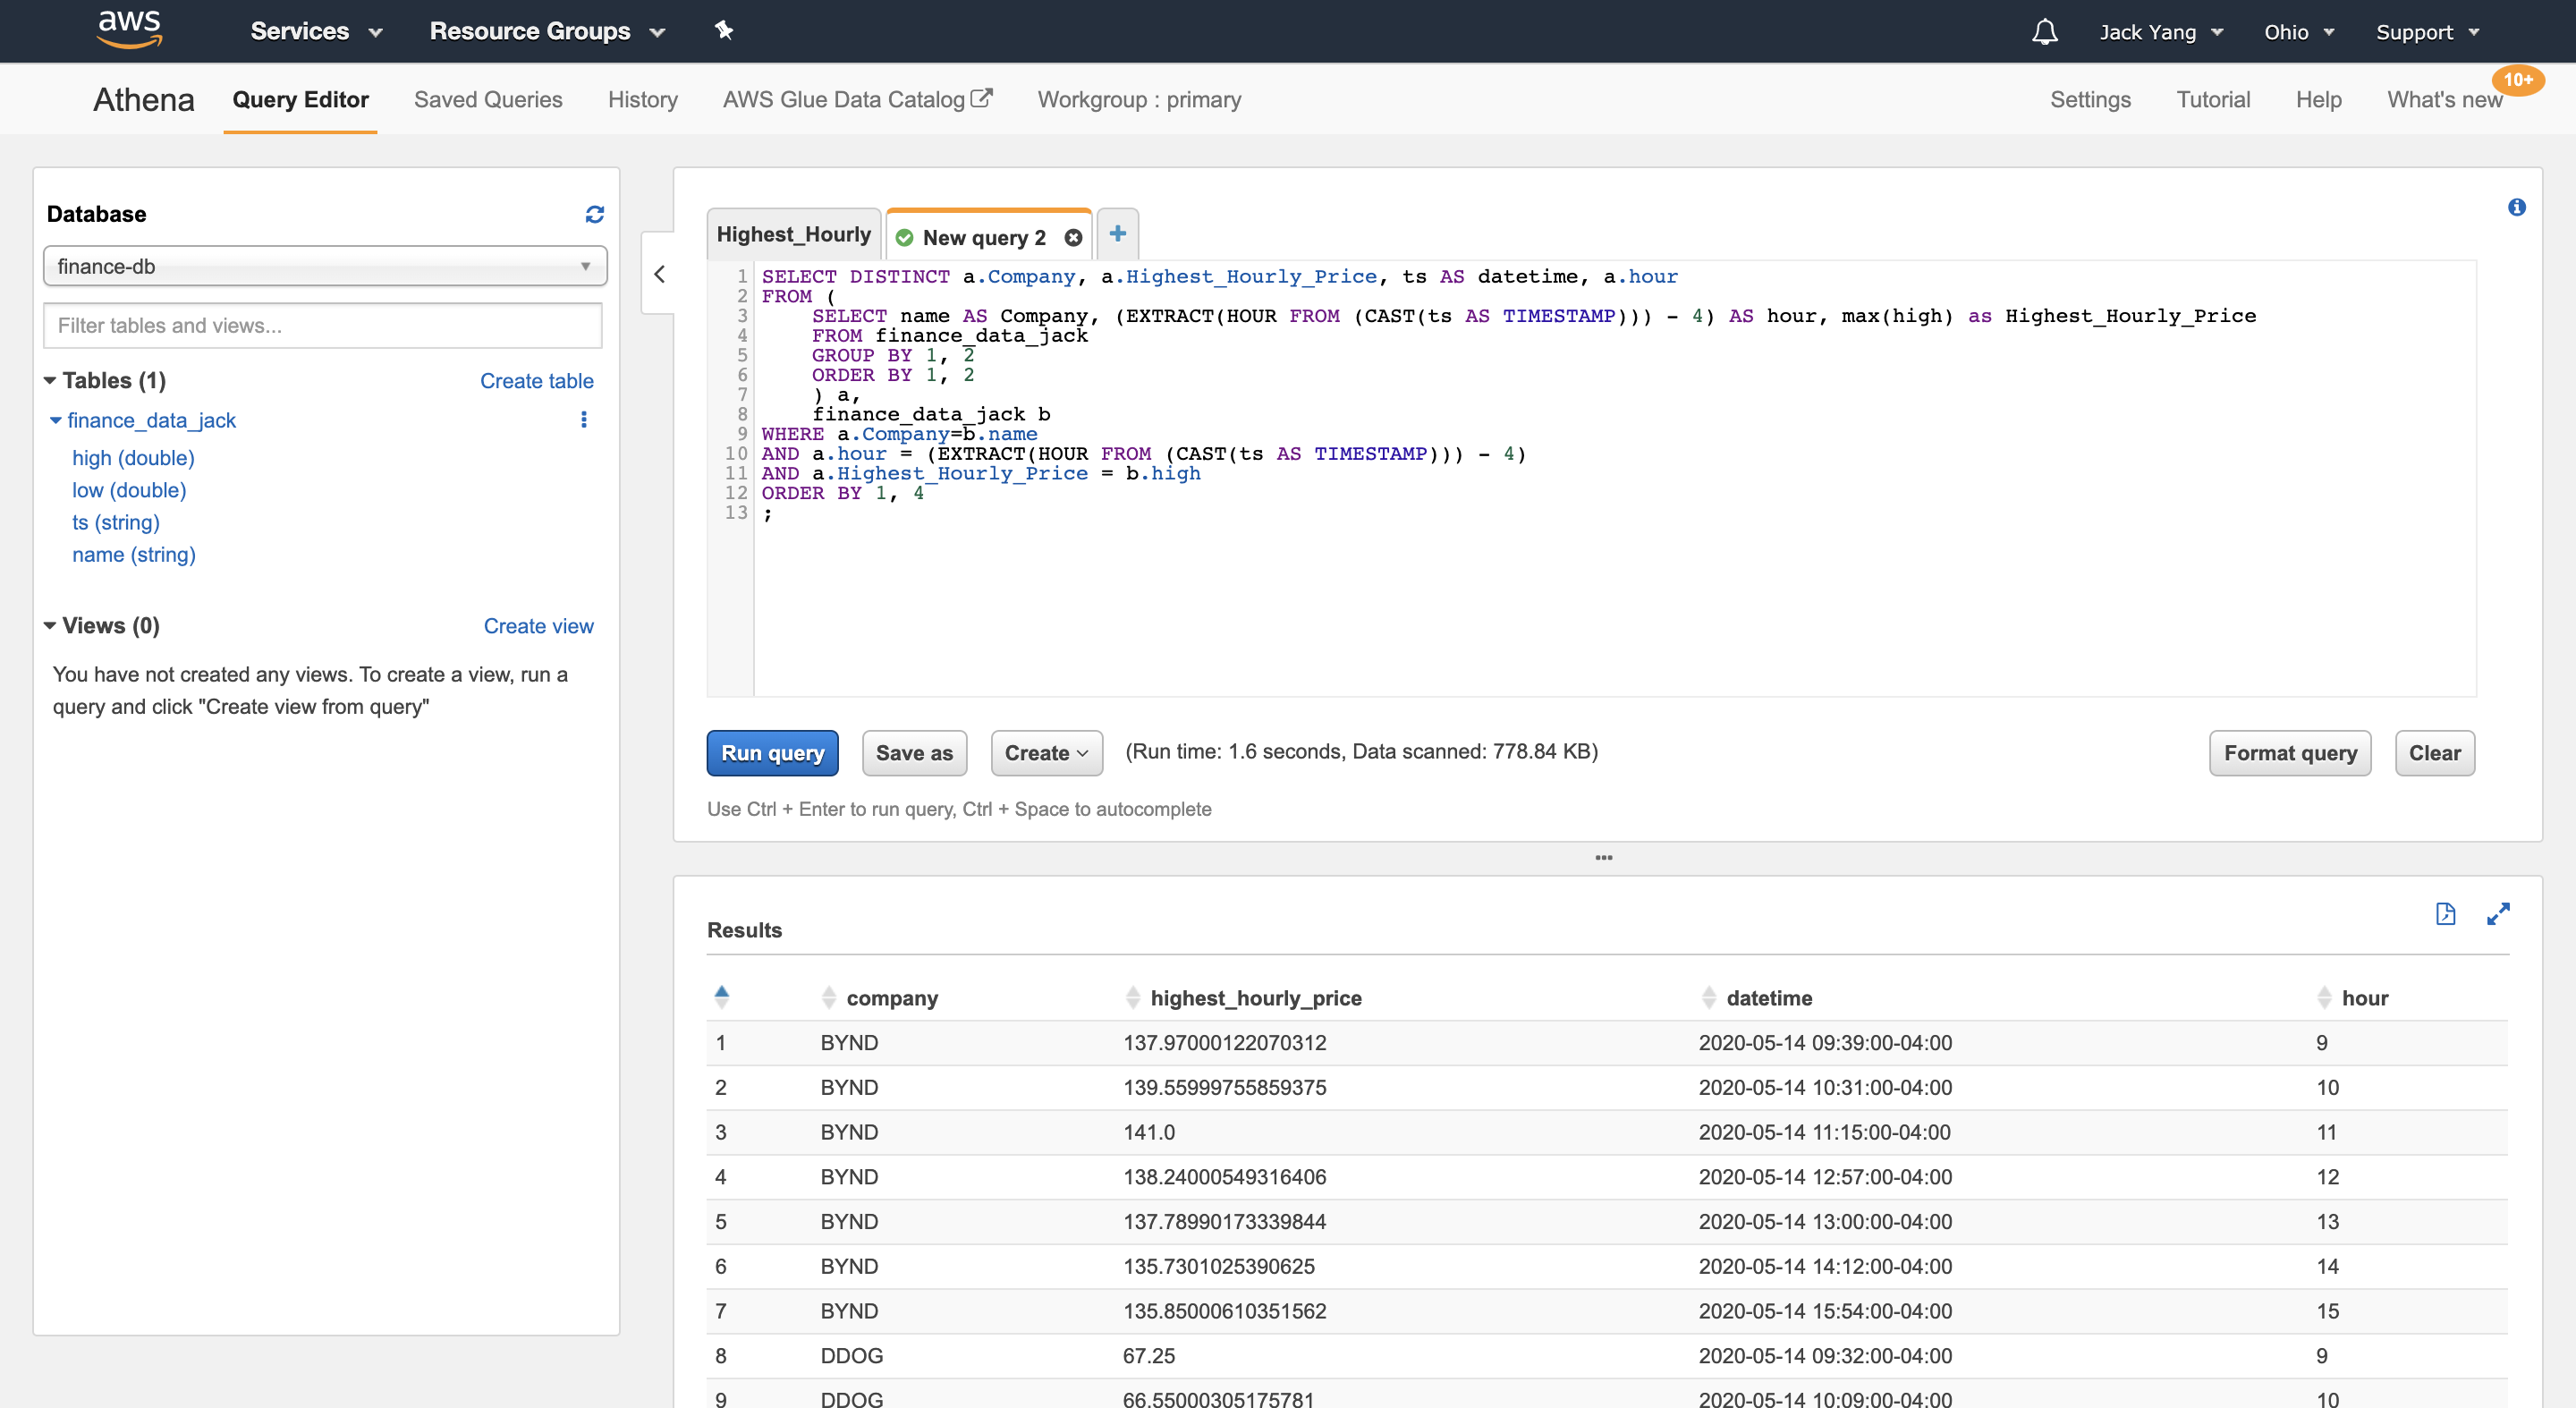 aws Services Resource Groups Jack Yang Ohio Support
Athena Query Editor Saved Queries History AWS Glue Data Catalog Workgroup : primary Settings Tutorial Help What's new 10+
Database
finance-db
Filter tables and views...
Tables (1) Create table
finance_data_jack
high (double)
low (double)
ts (string)
name (string)
Views (0) Create view
You have not created any views. To create a view, run a
query and click "Create view from query"
Highest_Hourly New query 2
1 SELECT DISTINCT a.Company, a.Highest_Hourly_Price, ts AS datetime, a.hour
2 FROM (
3 SELECT name AS Company, (EXTRACT(HOUR FROM (CAST(ts AS TIMESTAMP))) - 4) AS hour, max(high) as Highest_Hourly_Price
4 FROM finance_data_jack
5 GROUP BY 1, 2
6 ORDER BY 1, 2
7 ) a,
8 finance_data_jack b
9 WHERE a.Company=b.name
10 AND a.hour = (EXTRACT(HOUR FROM (CAST(ts AS TIMESTAMP))) - 4)
11 AND a.Highest_Hourly_Price = b.high
12 ORDER BY 1, 4
13 ;
Run query Save as Create (Run time: 1.6 seconds, Data scanned: 778.84 KB) Format query Clear
Use Ctrl + Enter to run query, Ctrl + Space to autocomplete
Results
company highest_hourly_price datetime hour
1 BYND 137.97000122070312 2020-05-14 09:39:00-04:00 9
2 BYND 139.55999755859375 2020-05-14 10:31:00-04:00 10
3 BYND 141.0 2020-05-14 11:15:00-04:00 11
4 BYND 138.24000549316406 2020-05-14 12:57:00-04:00 12
5 BYND 137.78990173339844 2020-05-14 13:00:00-04:00 13
6 BYND 135.7301025390625 2020-05-14 14:12:00-04:00 14
7 BYND 135.85000610351562 2020-05-14 15:54:00-04:00 15
8 DDOG 67.25 2020-05-14 09:32:00-04:00 9
9 DDOG 66.55000305175781 2020-05-14 10:09:00-04:00 10